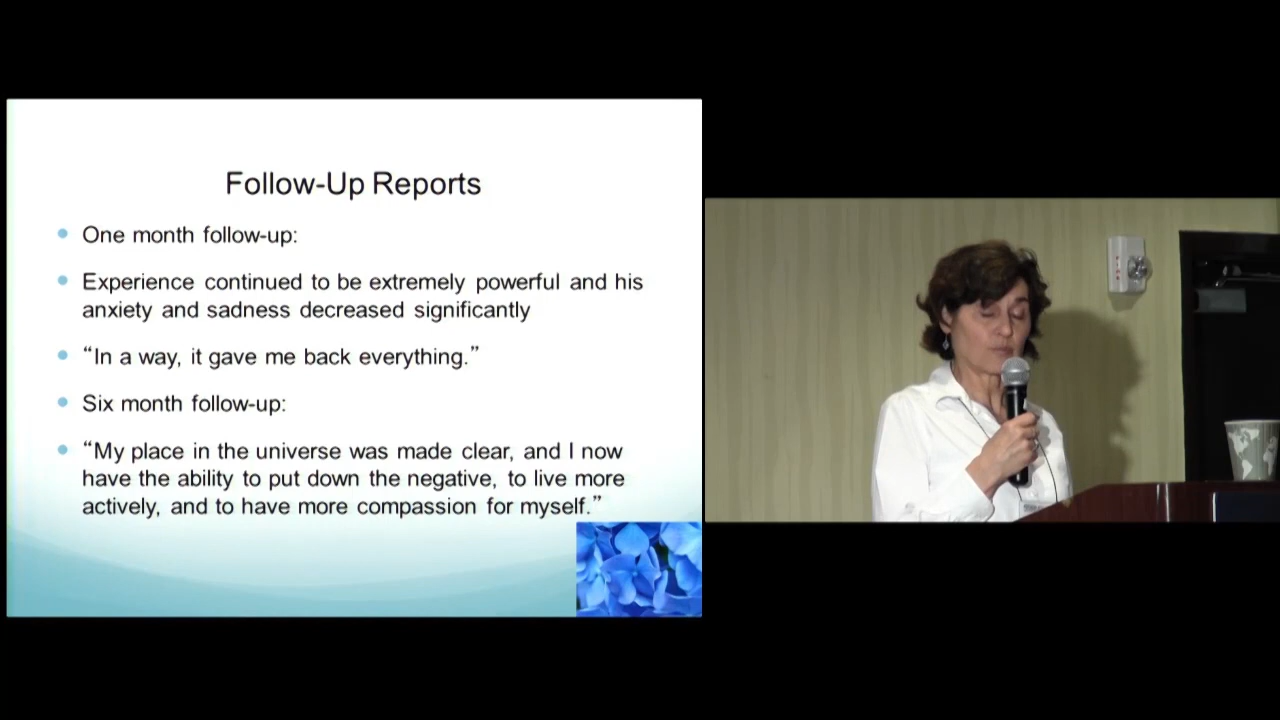 Follow-Up Reports
One month follow-up:
Experience continued to be extremely powerful and his
anxiety and sadness decreased significantly
“In a way, it gave me back everything.”
Six month follow-up:
“My place in the universe was made clear, and I now
have the ability to put down the negative, to live more
actively, and to have more compassion for myself.”